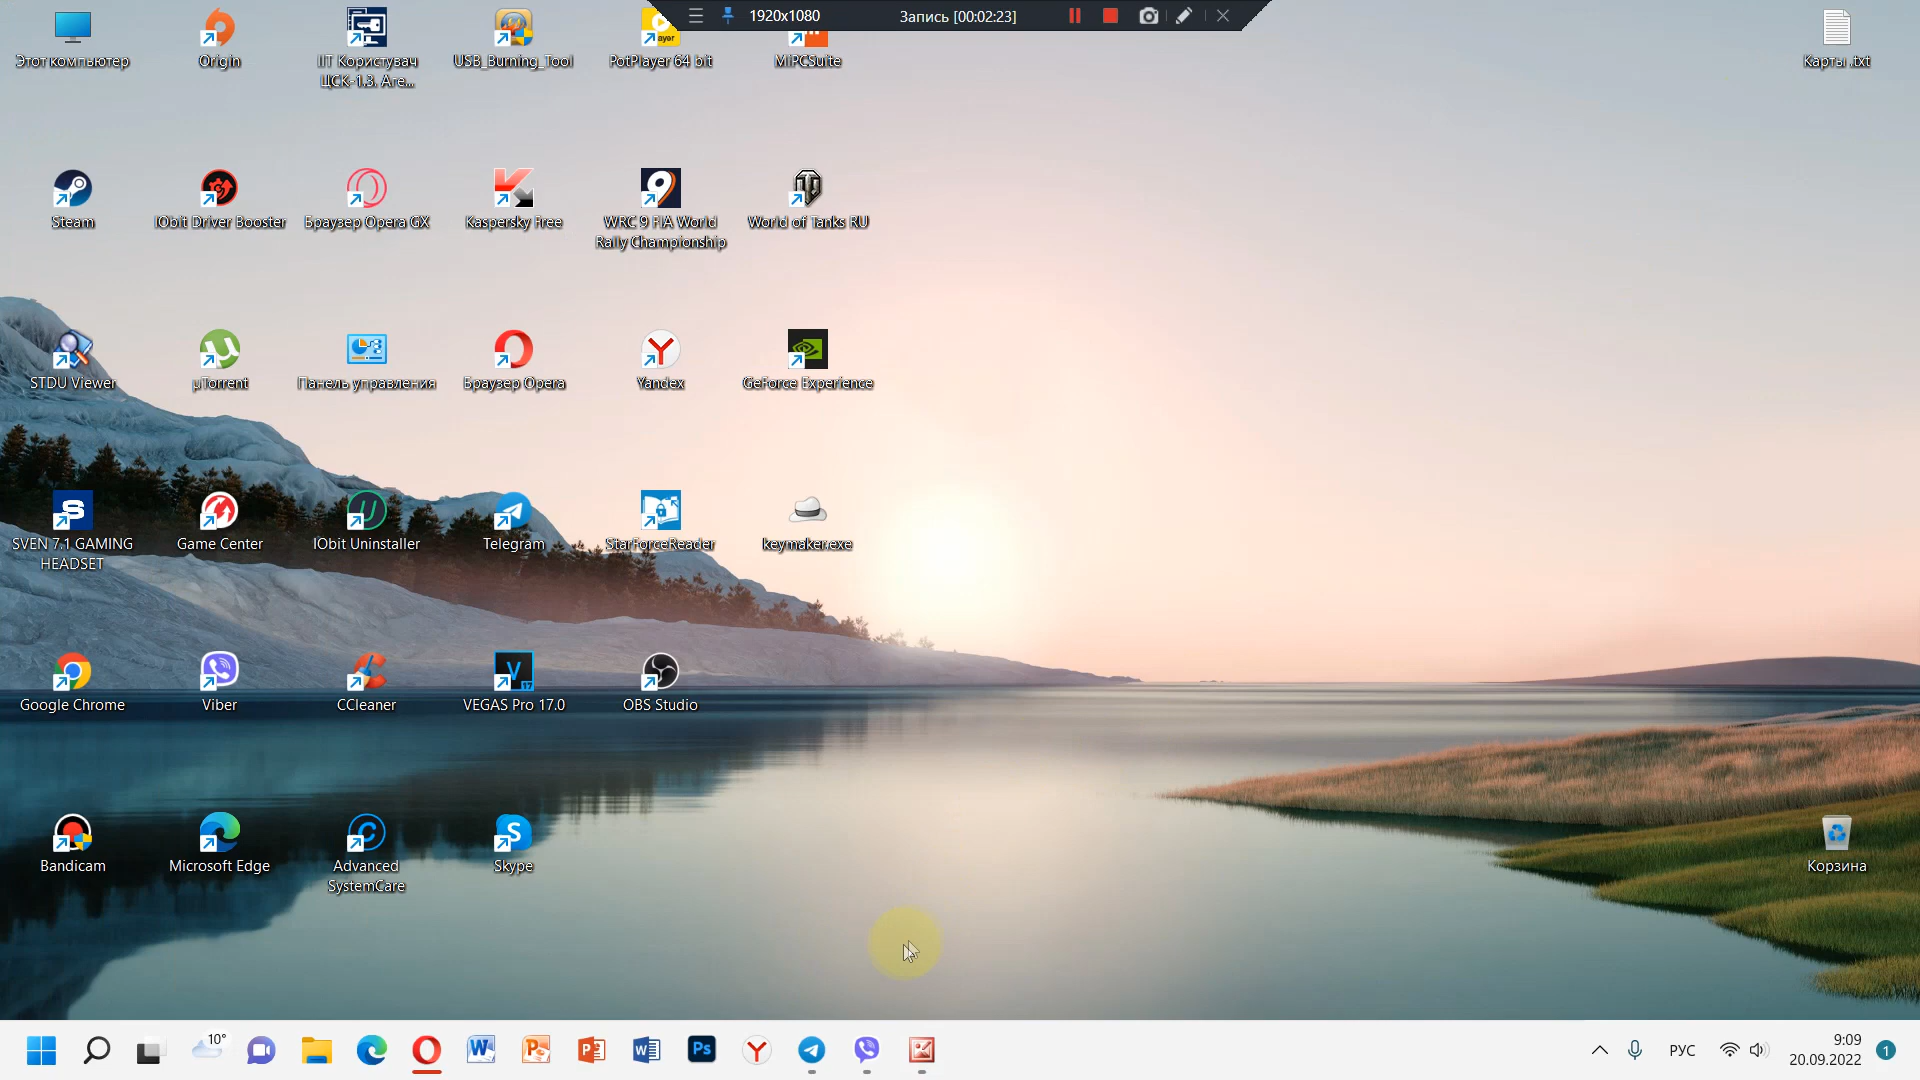 1920x1080
Запись [00:02:23]
Этот компьютер
Origin
ІІТ Користувач
ЦСК-1.3. Аге...
USB_Burning_Tool
PotPlayer 64 bit
MiPCSuite
Карты .txt
Steam
IObit Driver Booster
Браузер Opera GX
Kaspersky Free
WRC 9 FIA World
Rally Championship
World of Tanks RU
STDU Viewer
µTorrent
Панель управления
Браузер Opera
Yandex
GeForce Experience
SVEN 7.1 GAMING
HEADSET
Game Center
IObit Uninstaller
Telegram
StarForceReader
keymaker.exe
Google Chrome
Viber
CCleaner
VEGAS Pro 17.0
OBS Studio
Bandicam
Microsoft Edge
Advanced
SystemCare
Skype
Корзина
10°
РУС
9:09
20.09.2022
1